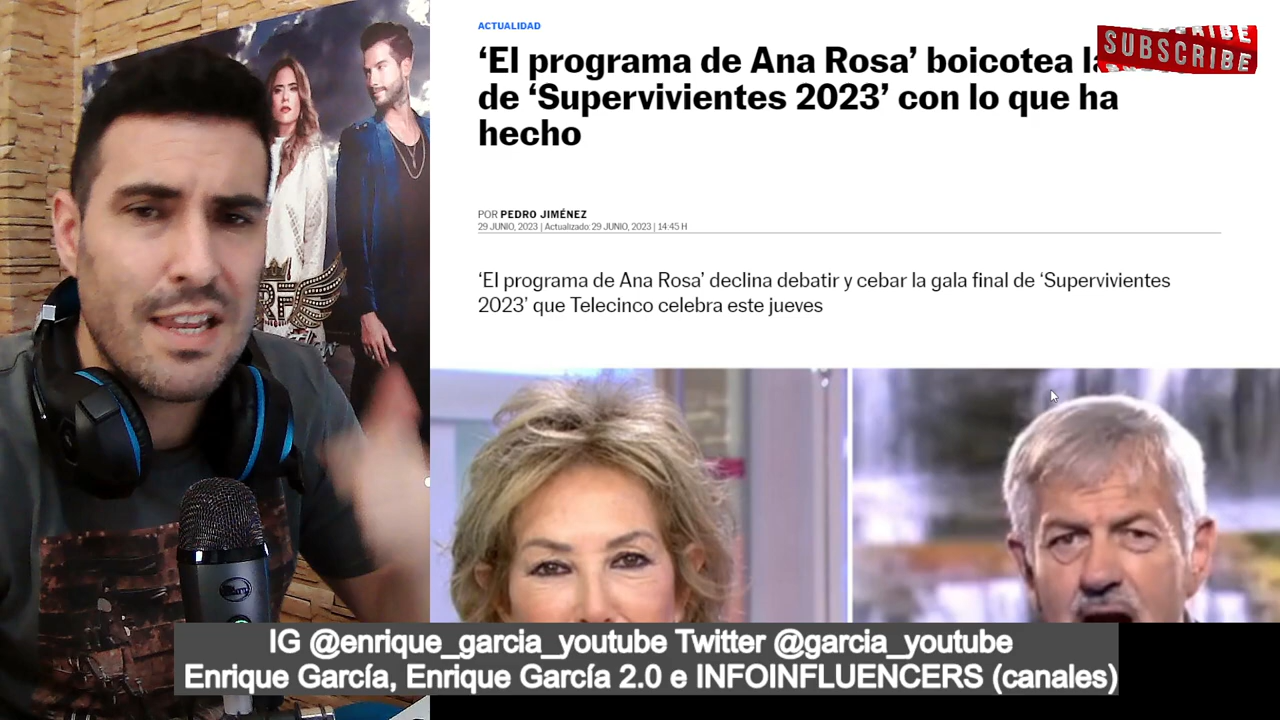 ACTUALIDAD
‘El programa de Ana Rosa’ boicotea
de ‘Supervivientes 2023’ con lo que ha
hecho
SUBSCRIBE
POR PEDRO JIMÉNEZ
29 JUNIO, 2023 | Actualizado: 29 JUNIO, 2023 | 14:45 H
‘El programa de Ana Rosa’ declina debatir y cebar la gala final de ‘Supervivientes
2023’ que Telecinco celebra este jueves
RF
IG @enrique_garcia_youtube Twitter @garcia_youtube
Enrique García, Enrique García 2.0 e INFOINFLUENCERS (canales)